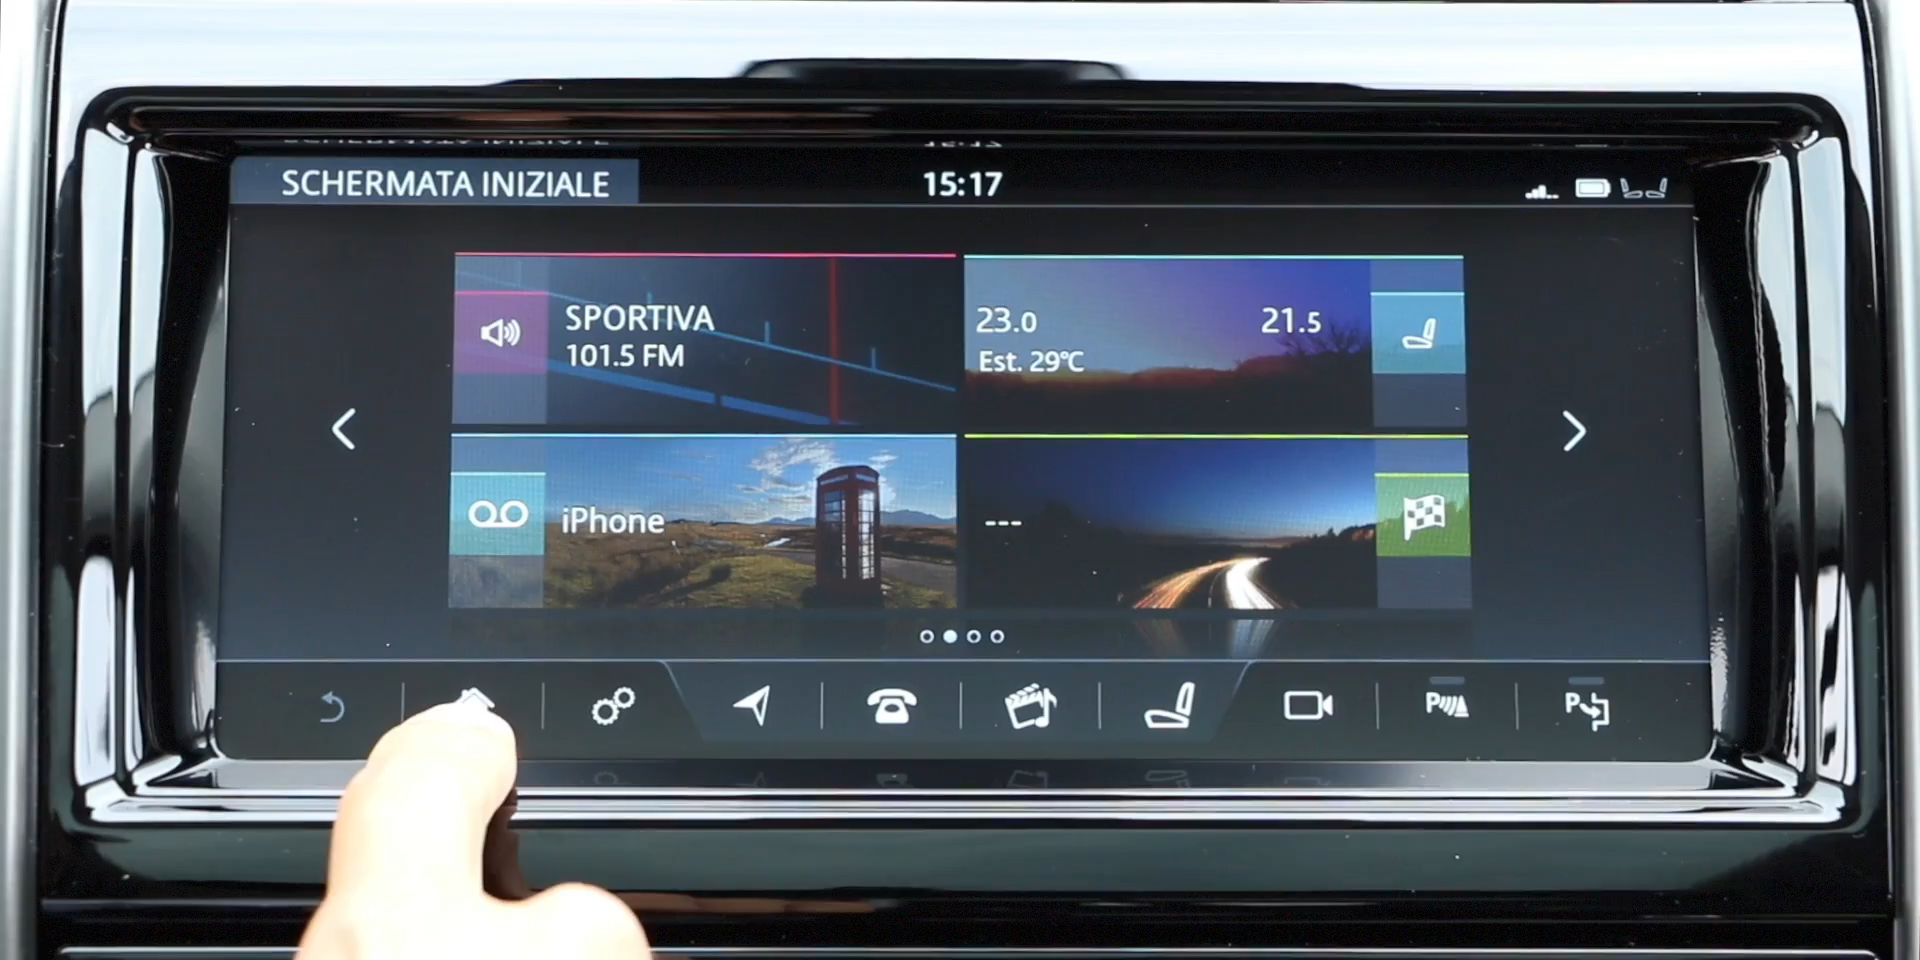 SCHERMATA INIZIALE
15:17
SPORTIVA
101.5 FM
23.0
21.5
Est. 29°C
iPhone
---
P
P